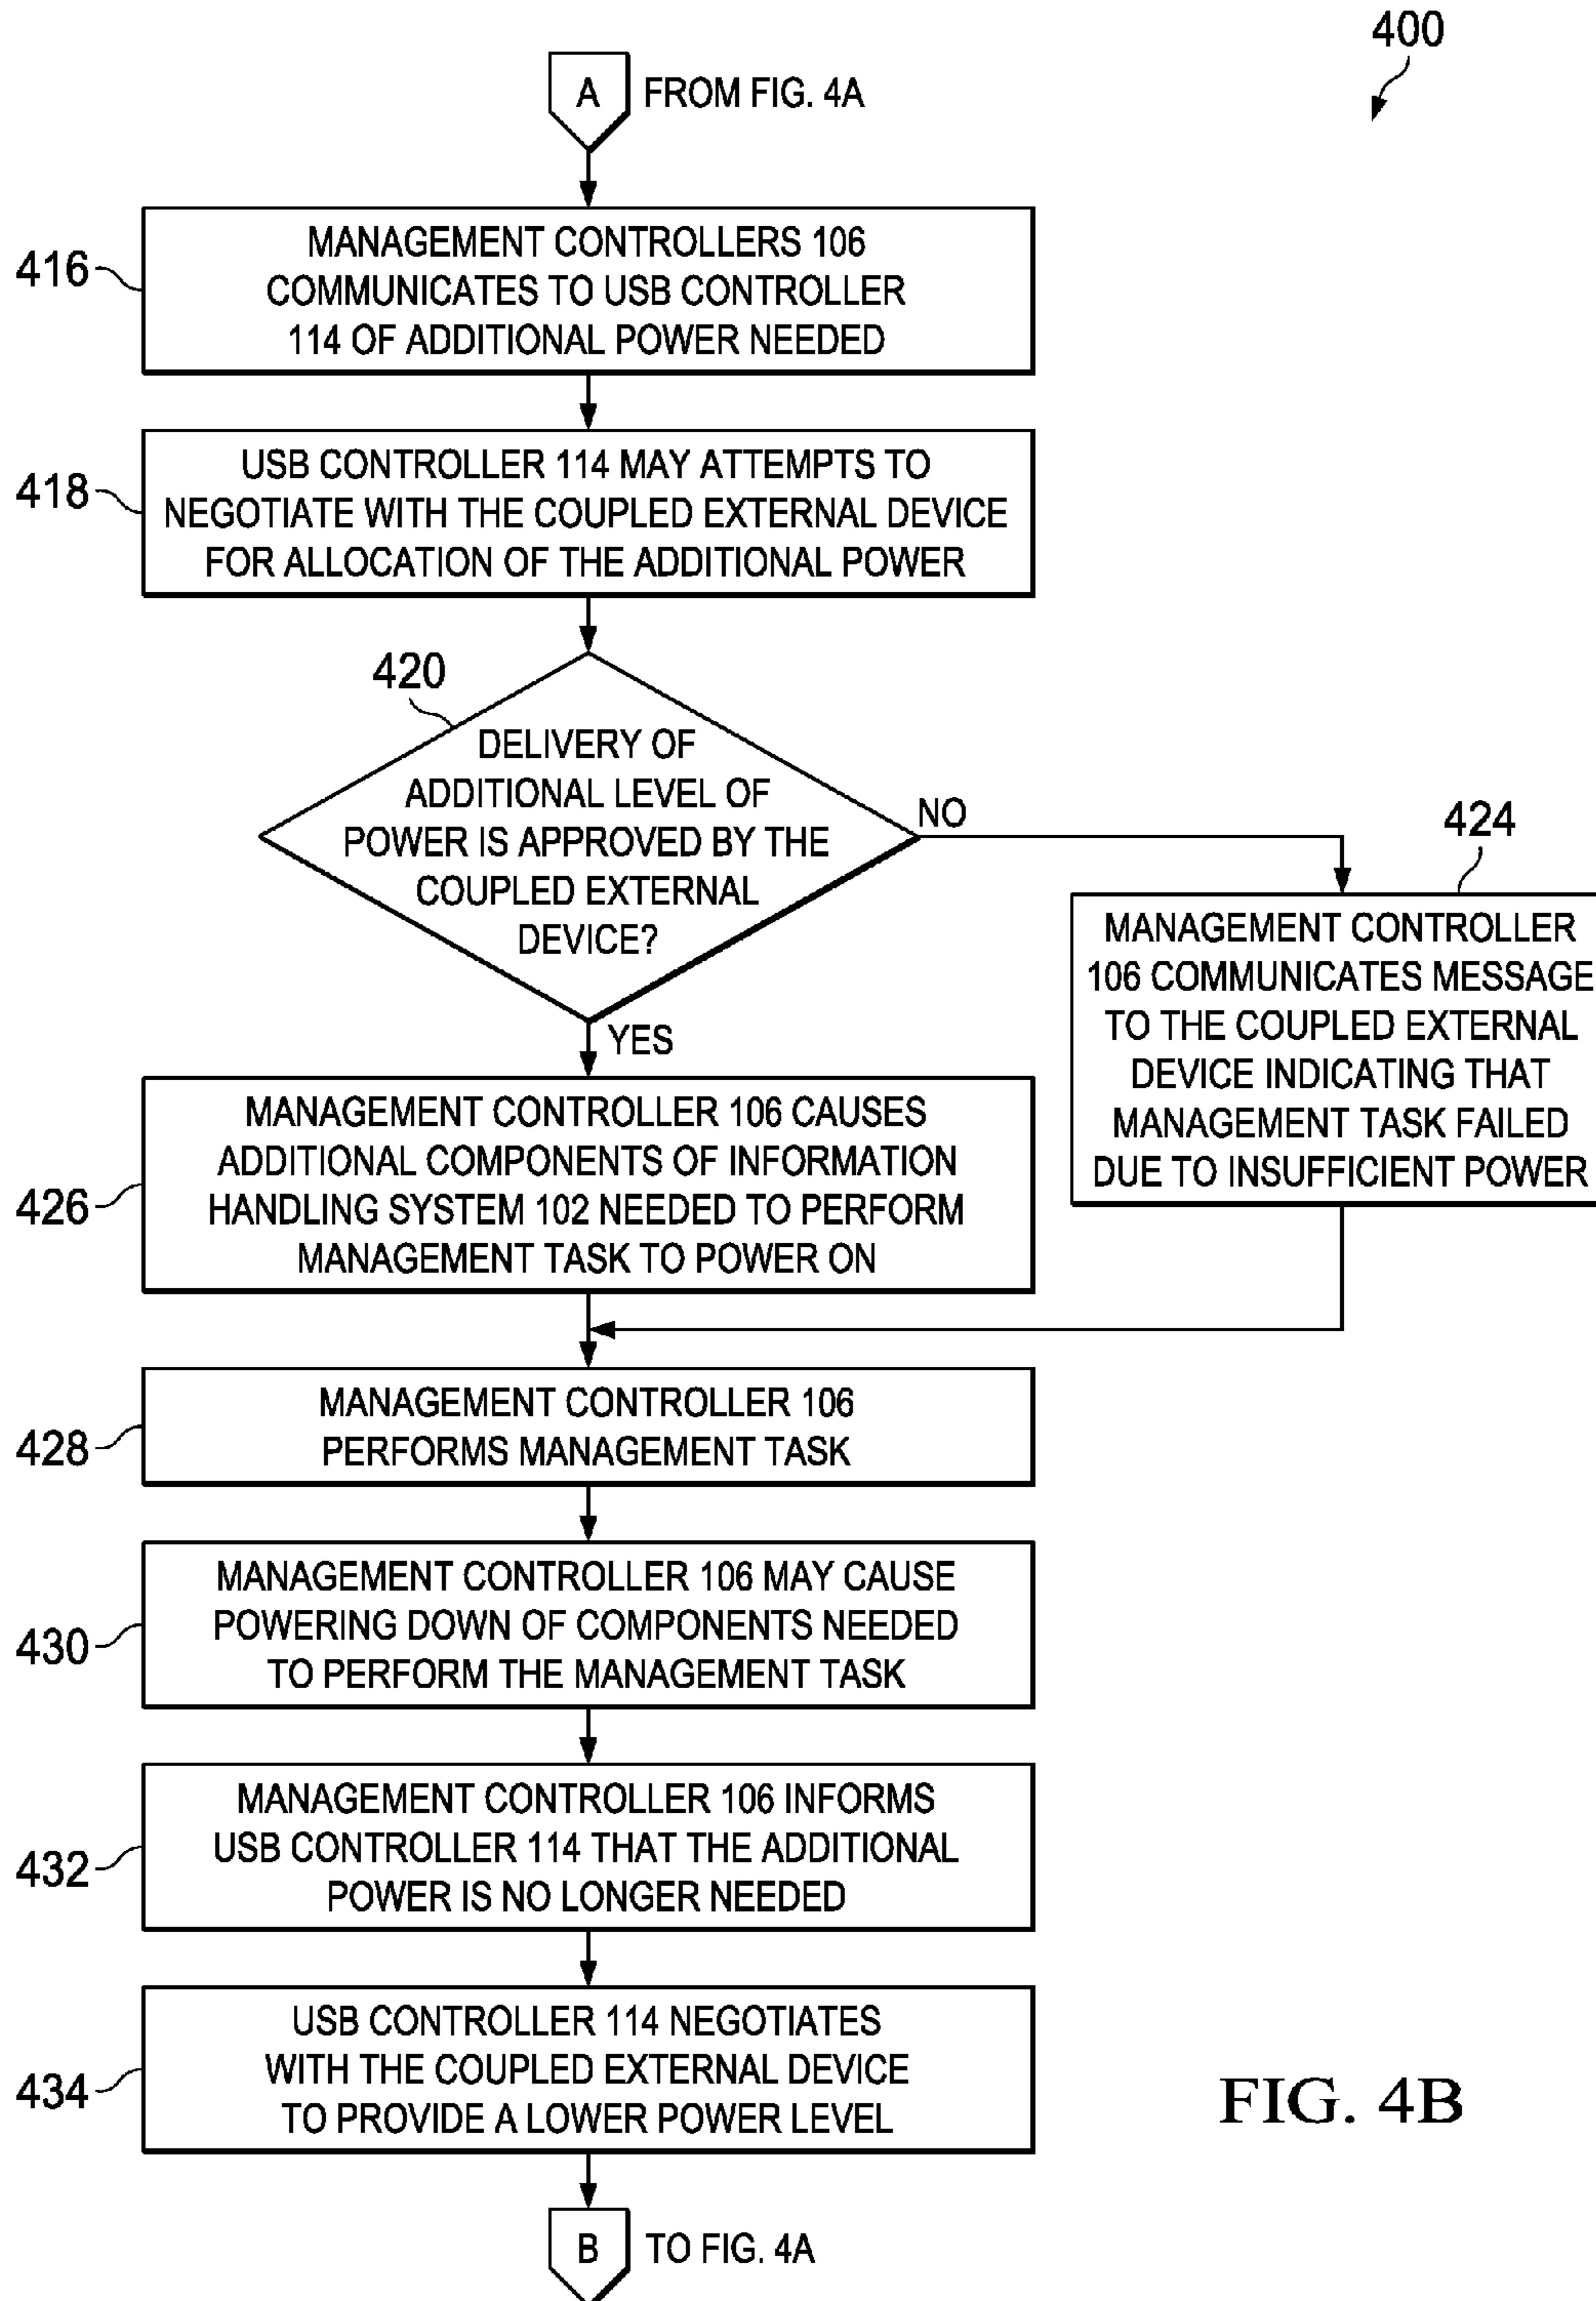 400
A FROM FIG. 4A
416
MANAGEMENT CONTROLLERS 106
COMMUNICATES TO USB CONTROLLER
114 OF ADDITIONAL POWER NEEDED
418
USB CONTROLLER 114 MAY ATTEMPTS TO
NEGOTIATE WITH THE COUPLED EXTERNAL DEVICE
FOR ALLOCATION OF THE ADDITIONAL POWER
420
DELIVERY OF
ADDITIONAL LEVEL OF
POWER IS APPROVED BY THE
COUPLED EXTERNAL
DEVICE?
NO
424
MANAGEMENT CONTROLLER
106 COMMUNICATES MESSAGE
TO THE COUPLED EXTERNAL
DEVICE INDICATING THAT
MANAGEMENT TASK FAILED
DUE TO INSUFFICIENT POWER
YES
426
MANAGEMENT CONTROLLER 106 CAUSES
ADDITIONAL COMPONENTS OF INFORMATION
HANDLING SYSTEM 102 NEEDED TO PERFORM
MANAGEMENT TASK TO POWER ON
428
MANAGEMENT CONTROLLER 106
PERFORMS MANAGEMENT TASK
430
MANAGEMENT CONTROLLER 106 MAY CAUSE
POWERING DOWN OF COMPONENTS NEEDED
TO PERFORM THE MANAGEMENT TASK
432
MANAGEMENT CONTROLLER 106 INFORMS
USB CONTROLLER 114 THAT THE ADDITIONAL
POWER IS NO LONGER NEEDED
434
USB CONTROLLER 114 NEGOTIATES
WITH THE COUPLED EXTERNAL DEVICE
TO PROVIDE A LOWER POWER LEVEL
FIG. 4B
B TO FIG. 4A